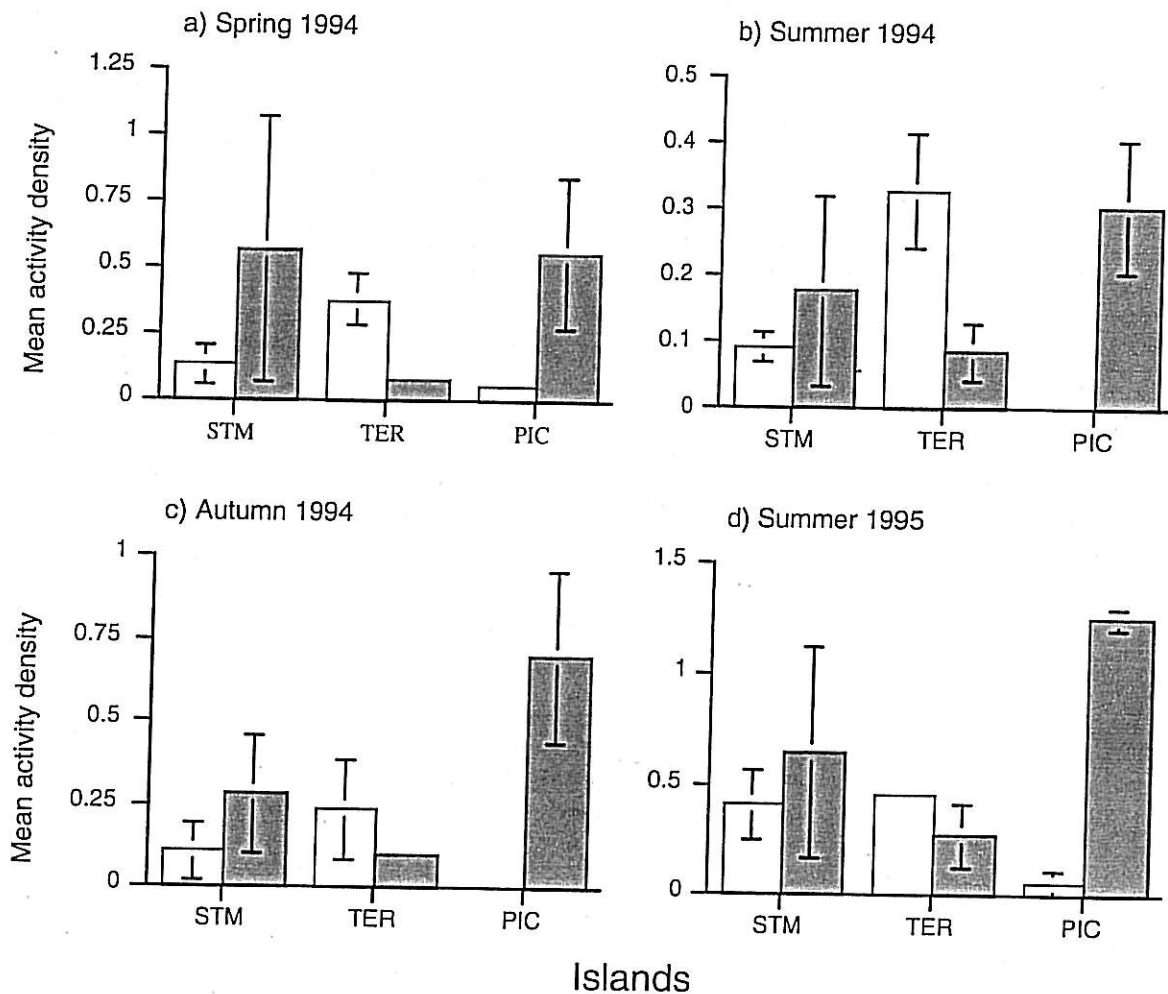 a) Spring 1994
Mean activity density
1.25
1
0.75
0.5
0.25
0
STM TER PIC
b) Summer 1994
0.5
0.4
0.3
0.2
0.1
0
STM TER PIC
c) Autumn 1994
Mean activity density
1
0.75
0.5
0.25
0
STM TER PIC
d) Summer 1995
1.5
1
0.5
0
STM TER PIC
Islands